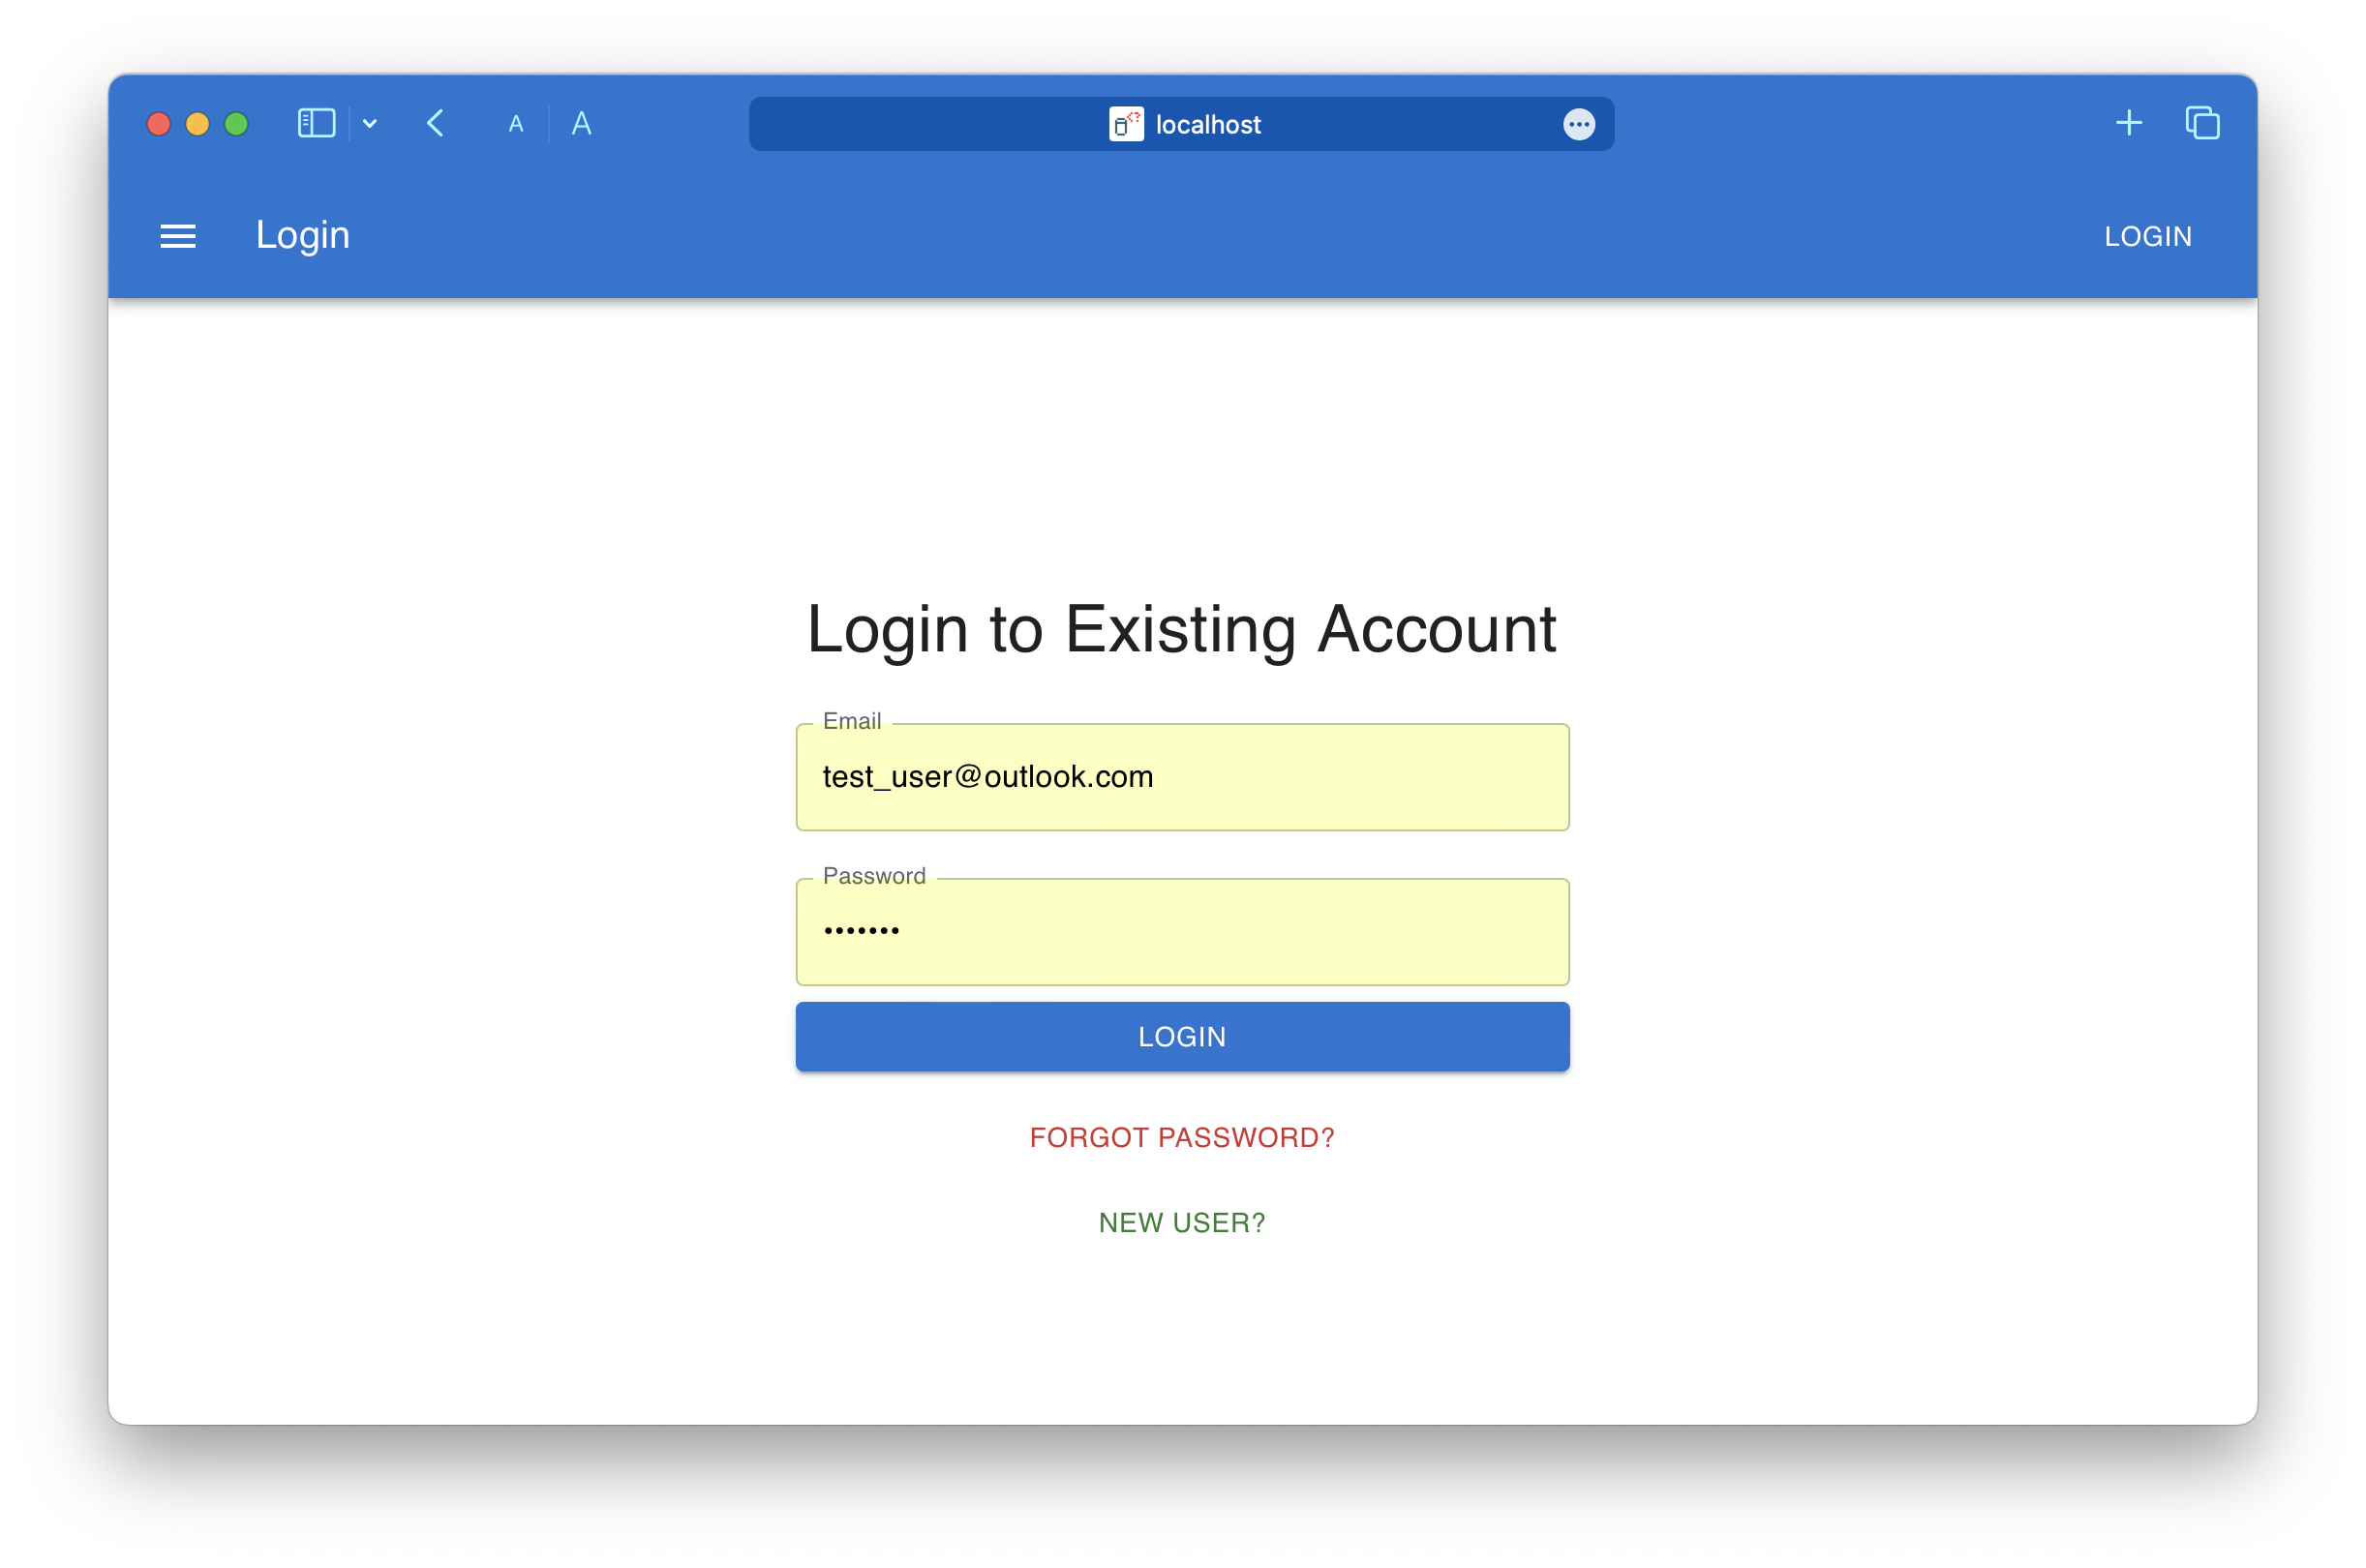 A A localhost
Login LOGIN
Login to Existing Account
Email
test_user@outlook.com
Password
•••••••
LOGIN
FORGOT PASSWORD?
NEW USER?